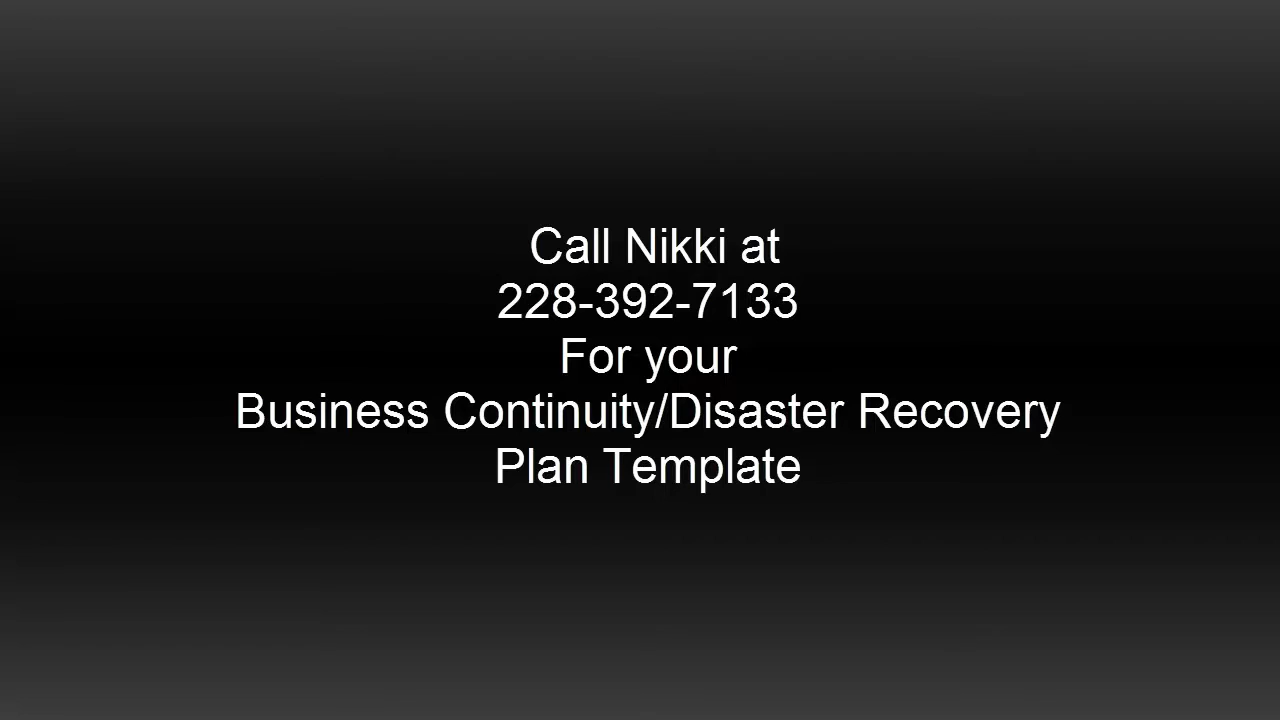 Call Nikki at
228-392-7133
For your
Business Continuity/Disaster Recovery
Plan Template